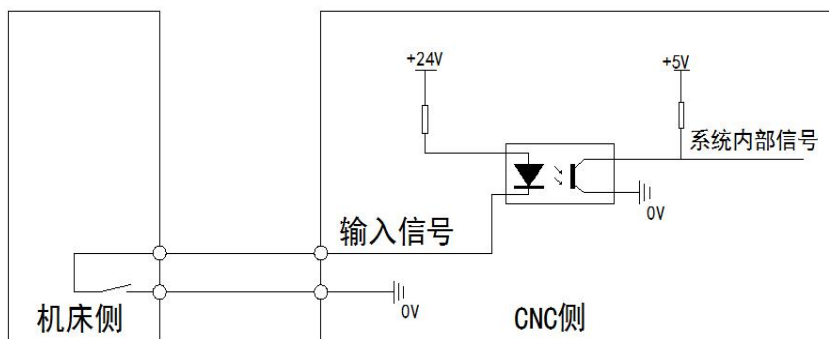 +24V
+5V
系统内部信号
0V
输入信号
0V
机床侧
CNC侧